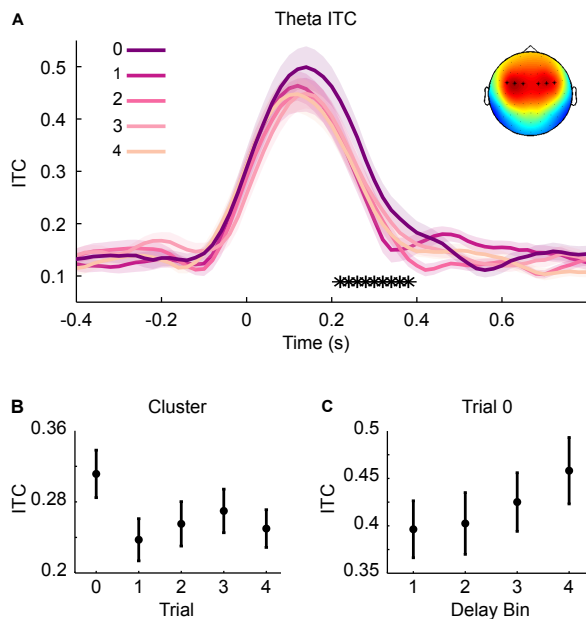 A
Theta ITC
0
1
2
3
4
0.5
0.4
0.3
0.2
0.1
ITC
-0.4 -0.2 0 0.2 0.4 0.6
Time (s)
B
Cluster
0.36
0.28
0.2
ITC
0 1 2 3 4
Trial
C
Trial 0
0.5
0.45
0.4
0.35
ITC
1 2 3 4
Delay Bin